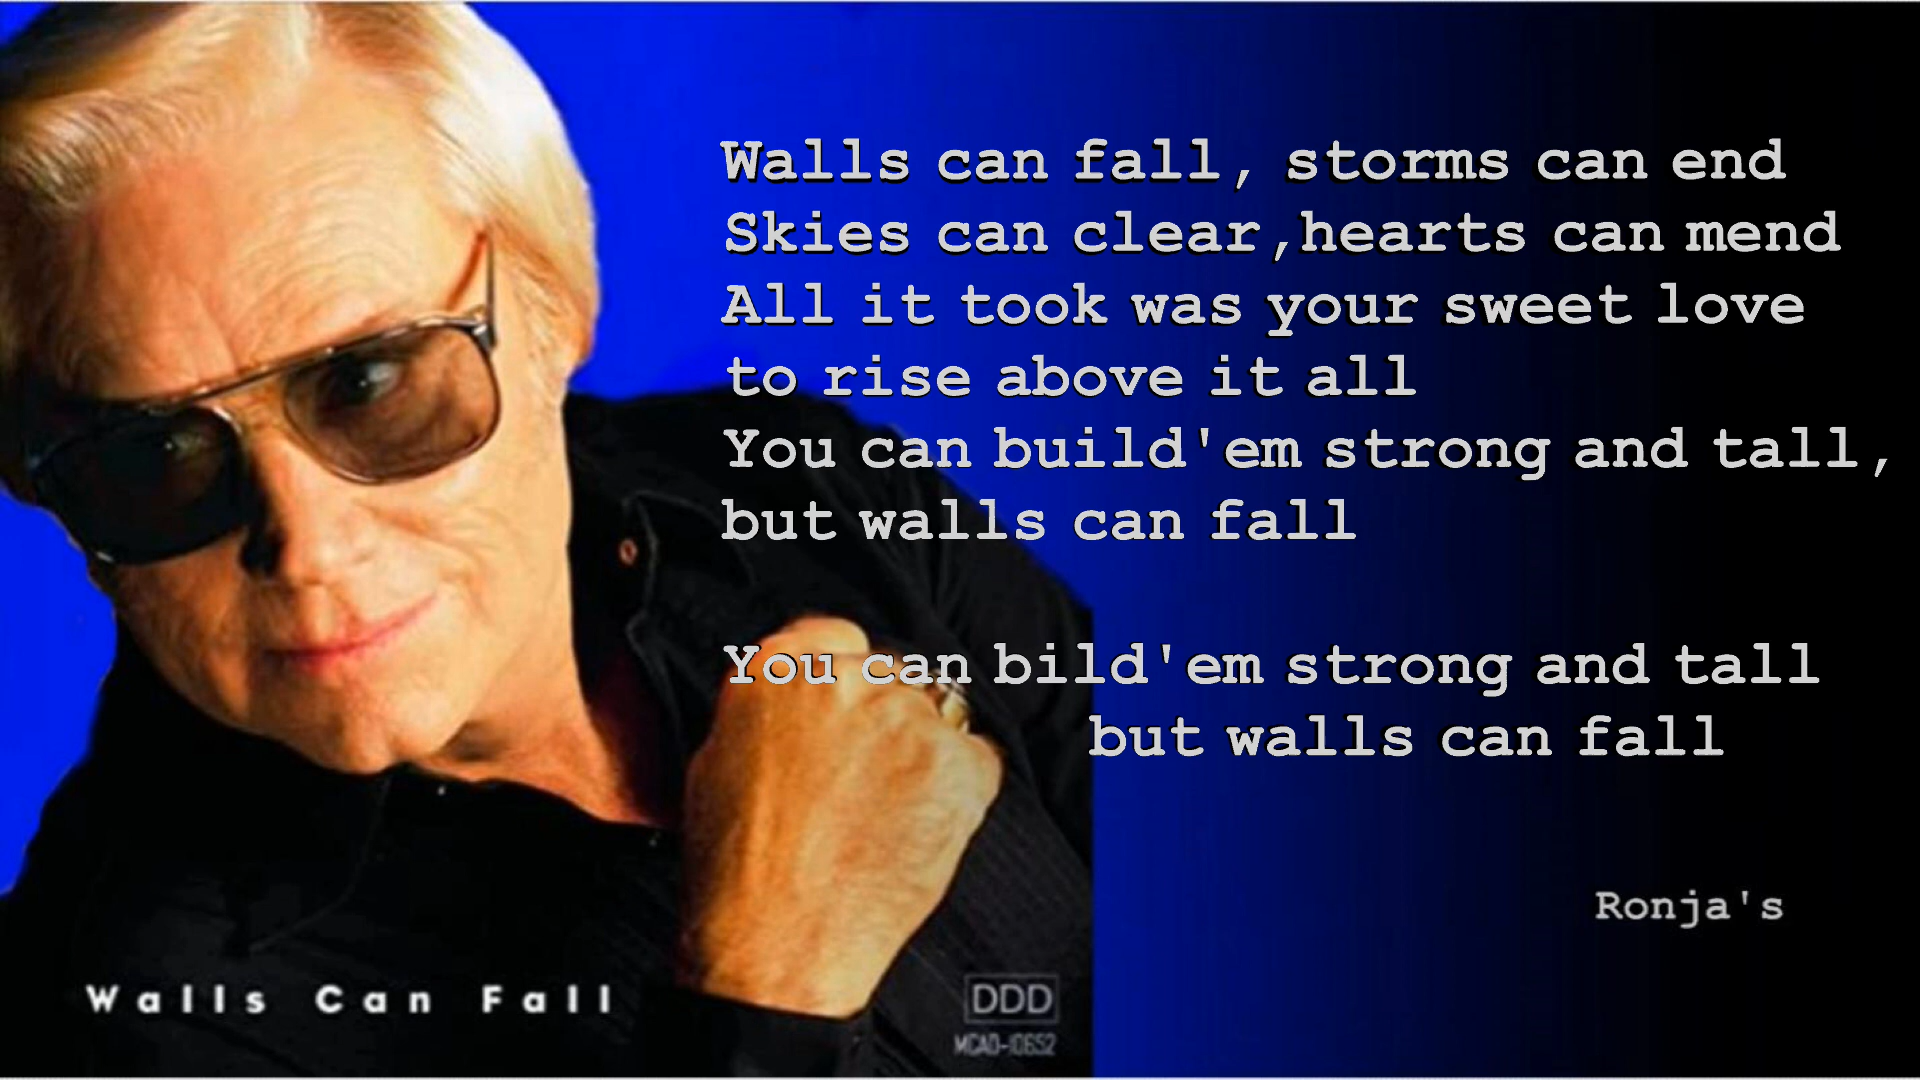 Walls can fall, storms can end
Skies can clear,hearts can mend
All it took was your sweet love
to rise above it all
You can build'em strong and tall,
but walls can fall
You can bild'em strong and tall
but walls can fall
Ronja's
Walls Can Fall
DDD
MCAD-10652